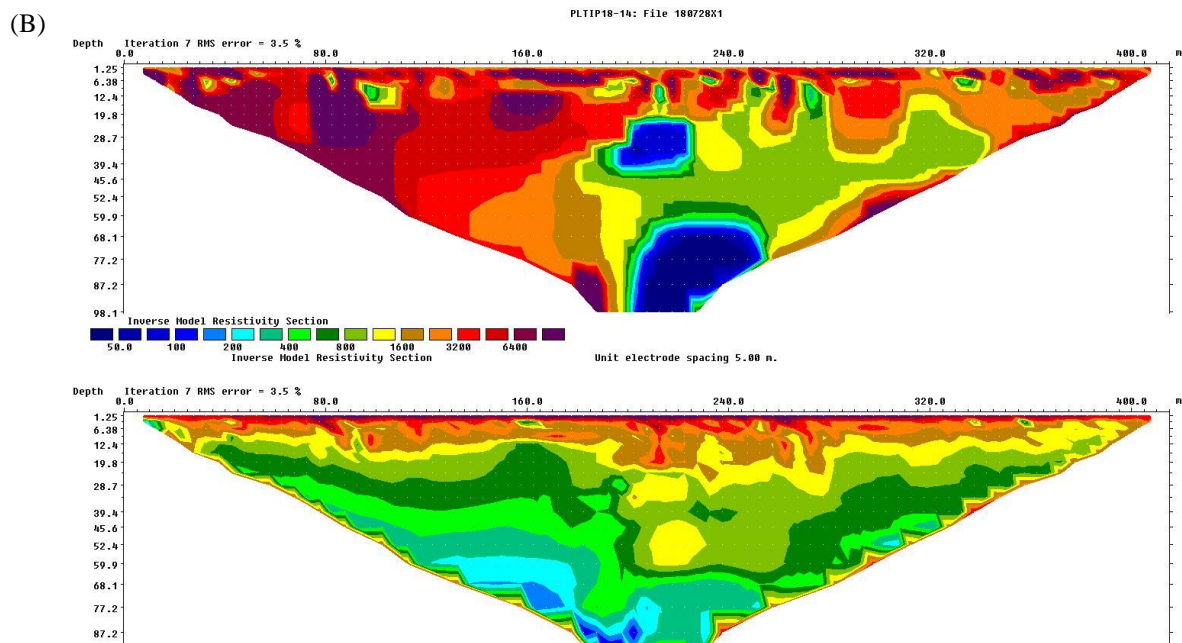 (B)
PLTIP18-14: File 180728X1
Depth Iteration 7 RMS error = 3.5 %
0.0 80.0 160.0 240.0 320.0 400.0 m.
1.25
6.38
12.4
19.8
28.7
39.4
45.6
52.4
59.9
68.1
77.2
87.2
98.1
Inverse Model Resistivity Section
50.0 100 200 400 800 1600 3200 6400
Inverse Model Resistivity Section Unit electrode spacing 5.00 m.
Depth Iteration 7 RMS error = 3.5 %
0.0 80.0 160.0 240.0 320.0 400.0 m
1.25
6.38
12.4
19.8
28.7
39.4
45.6
52.4
59.9
68.1
77.2
87.2